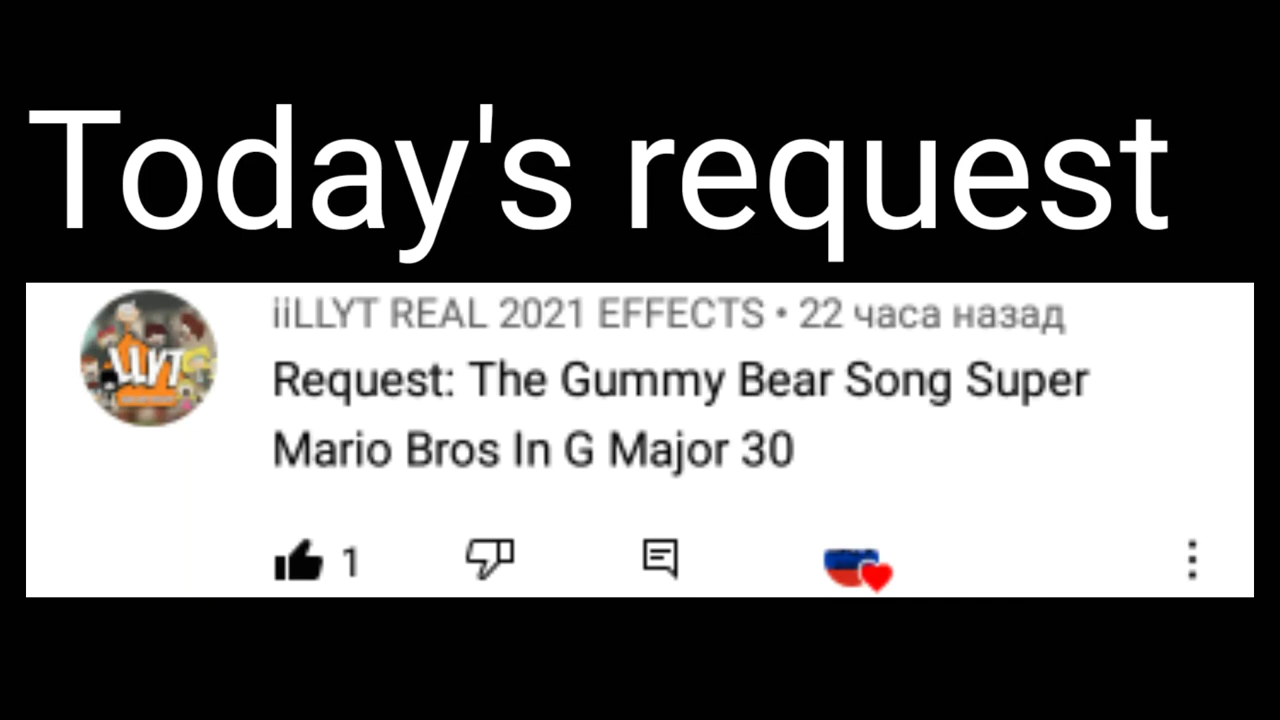 Today's request
iiLLYT REAL 2021 EFFECTS • 22 часа назад
Request: The Gummy Bear Song Super
Mario Bros In G Major 30
1